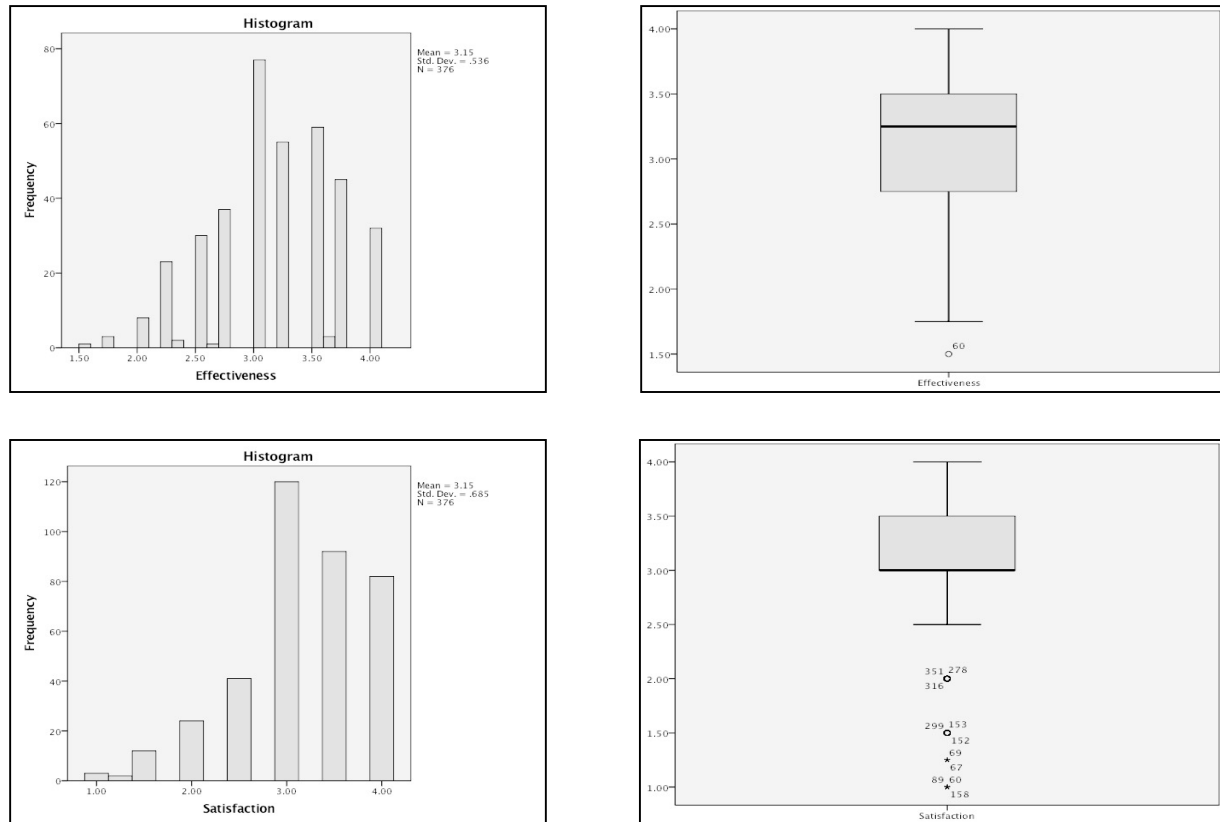 Histogram
Mean = 3.15
Std. Dev. = .536
N = 376
80
60
40
20
0
Frequency
1.50 2.00 2.50 3.00 3.50 4.00
Effectiveness
4.00
3.50
3.00
2.50
2.00
1.50
60
Effectiveness
Histogram
Mean = 3.15
Std. Dev. = .685
N = 376
120
100
80
60
40
20
0
Frequency
1.00 2.00 3.00 4.00
Satisfaction
4.00
3.50
3.00
2.50
2.00
1.50
1.00
351 278
316
299 153
152
69
67
89 60
158
Satisfaction